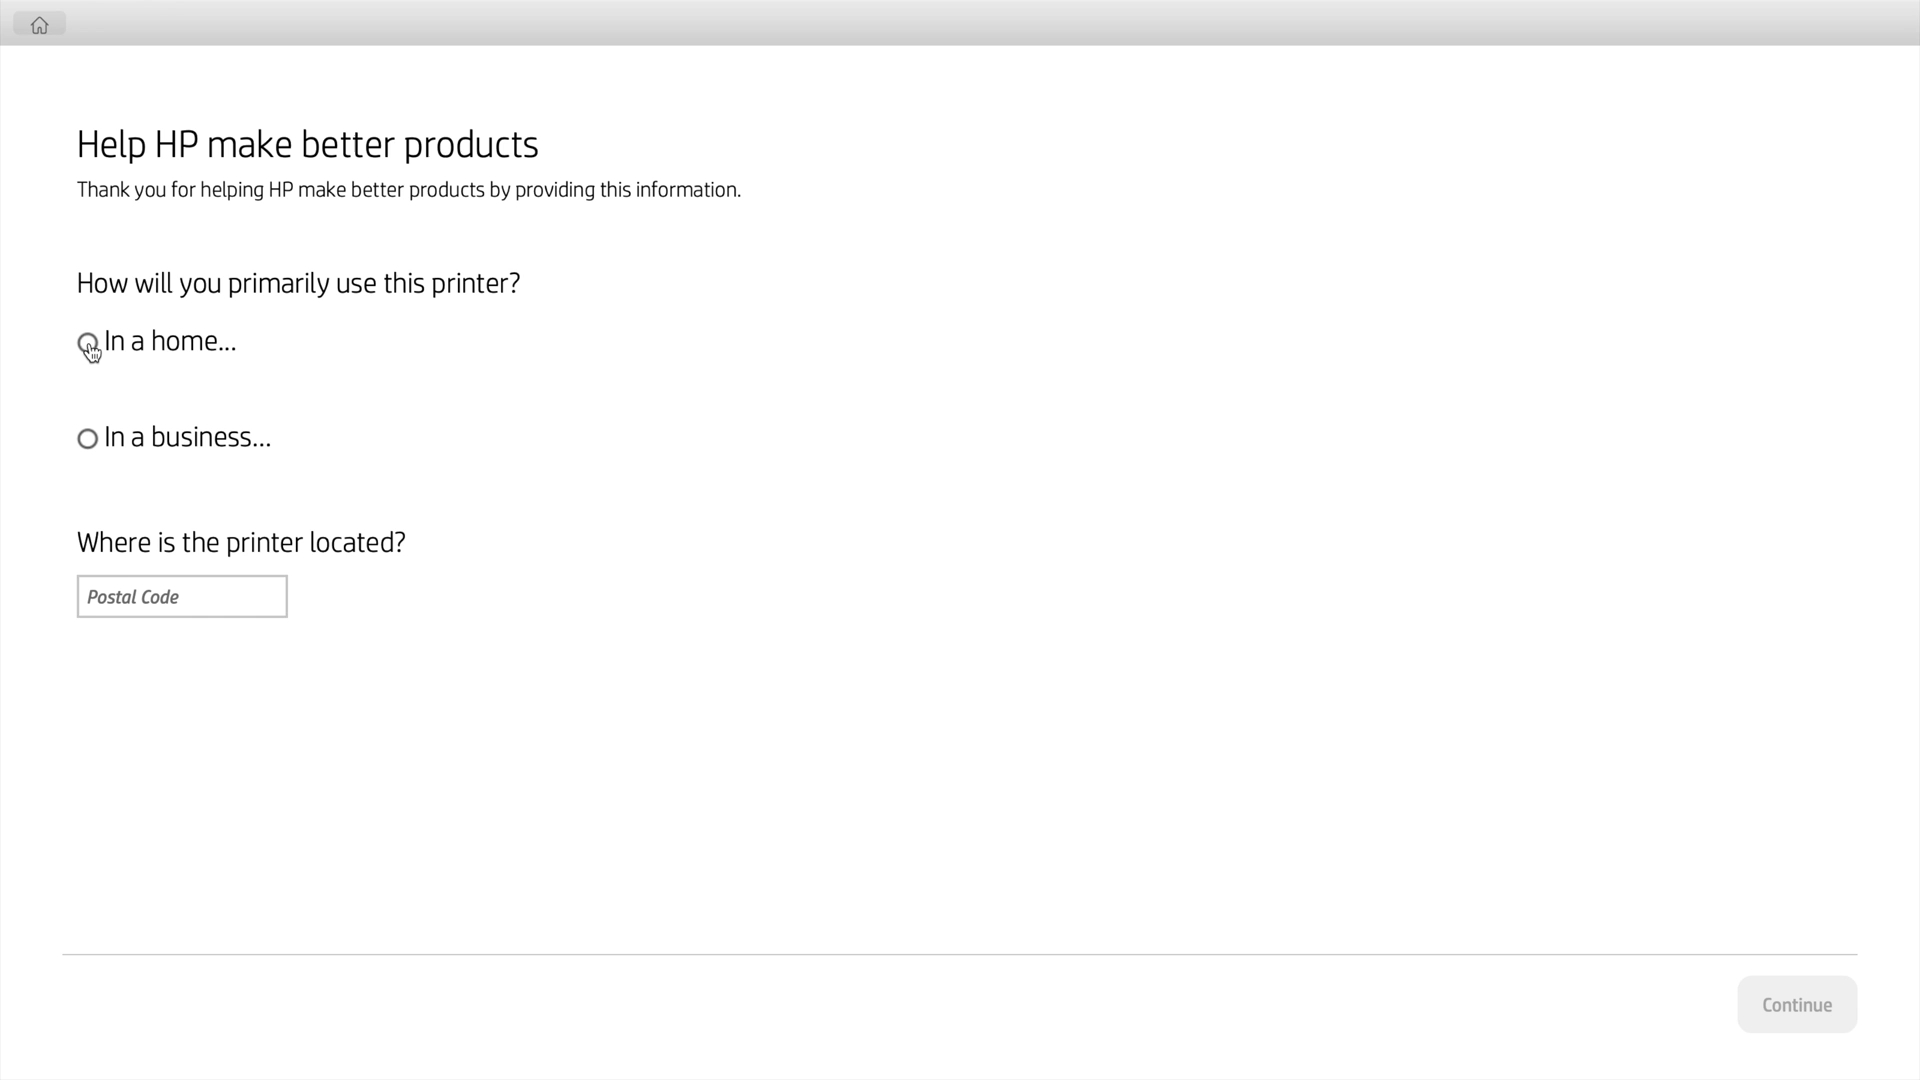 Help HP make better products
Thank you for helping HP make better products by providing this information.
How will you primarily use this printer?
In a home...
In a business...
Where is the printer located?
Postal Code
Continue